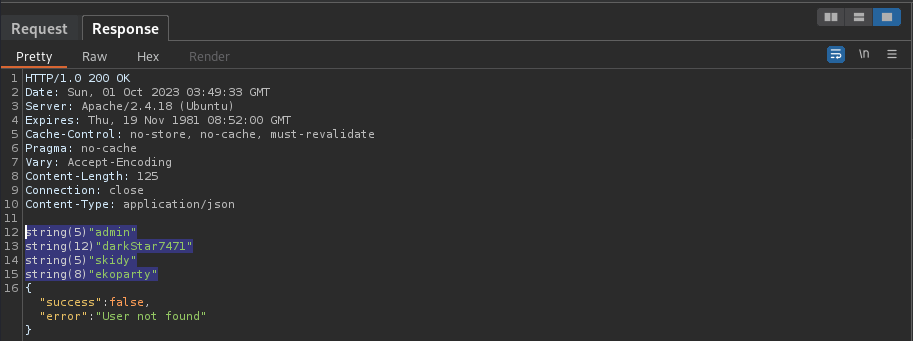 Request Response
Pretty Raw Hex Render \n
1 HTTP/1.0 200 OK
2 Date: Sun, 01 Oct 2023 03:49:33 GMT
3 Server: Apache/2.4.18 (Ubuntu)
4 Expires: Thu, 19 Nov 1981 08:52:00 GMT
5 Cache-Control: no-store, no-cache, must-revalidate
6 Pragma: no-cache
7 Vary: Accept-Encoding
8 Content-Length: 125
9 Connection: close
10 Content-Type: application/json
11
12 string(5)"admin"
13 string(12)"darkStar7471"
14 string(5)"skidy"
15 string(8)"ekoparty"
16 {
"success":false,
"error":"User not found"
}